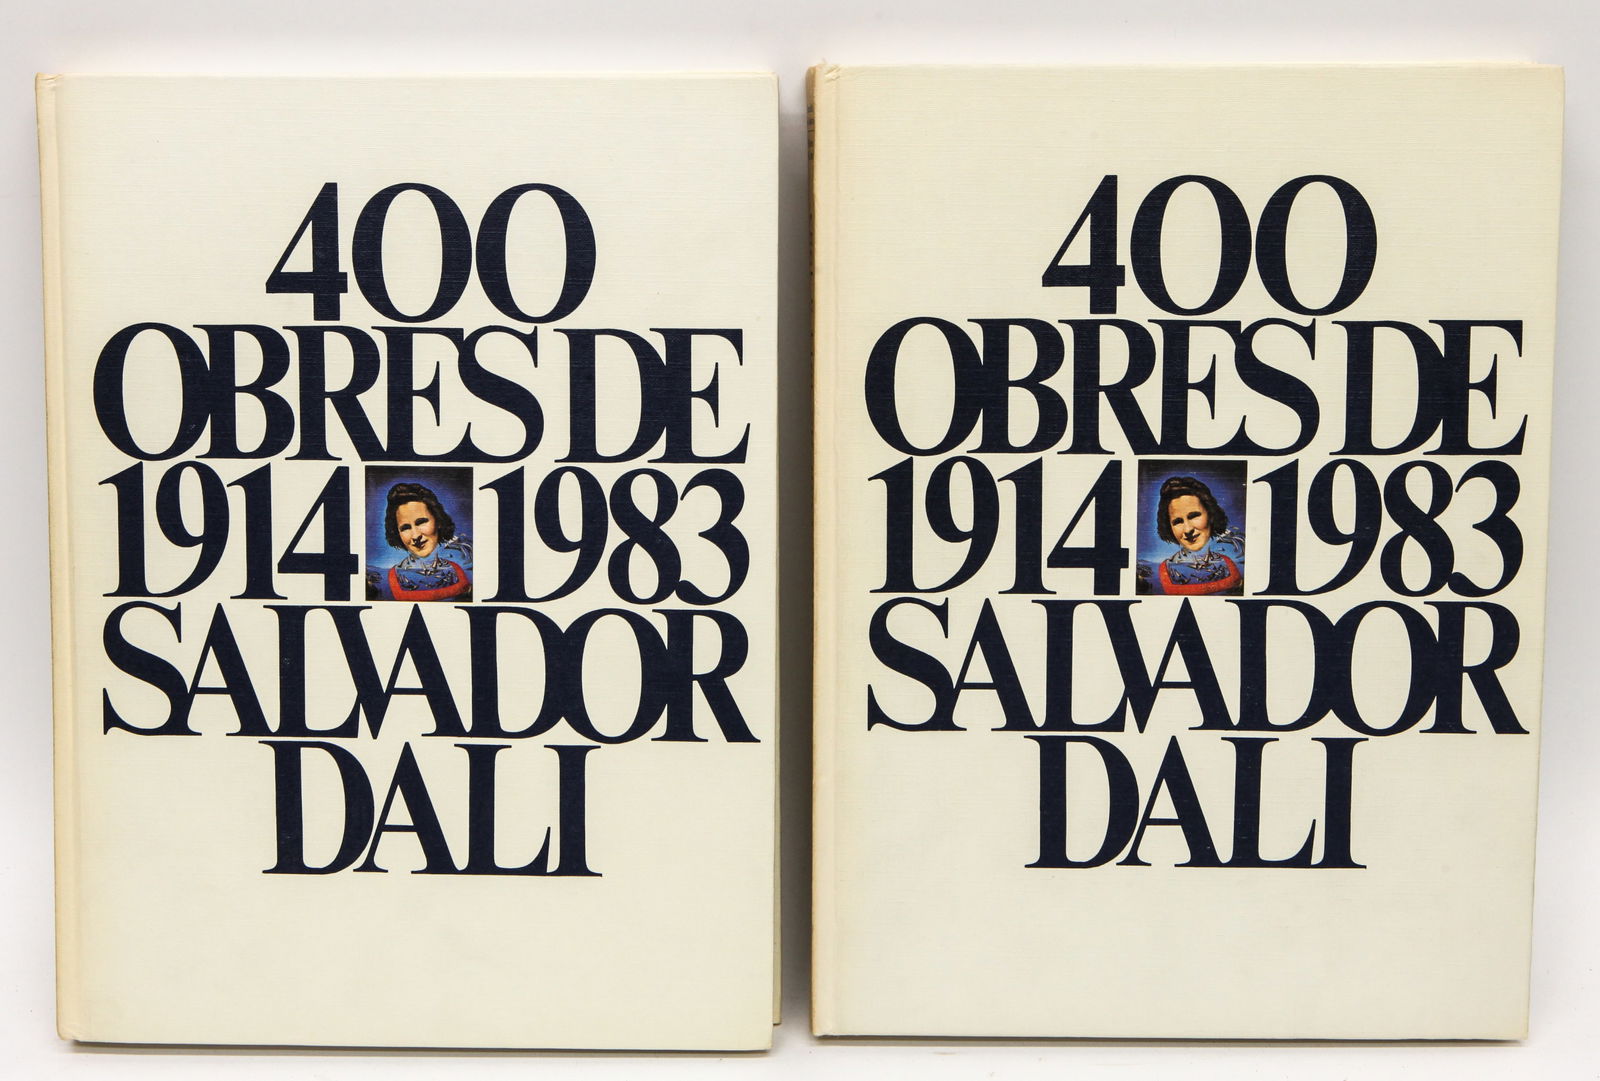 400
OBRES DE
1914 1983
SALVADOR
DALI
400
OBRES DE
1914 1983
SALVADOR
DALI